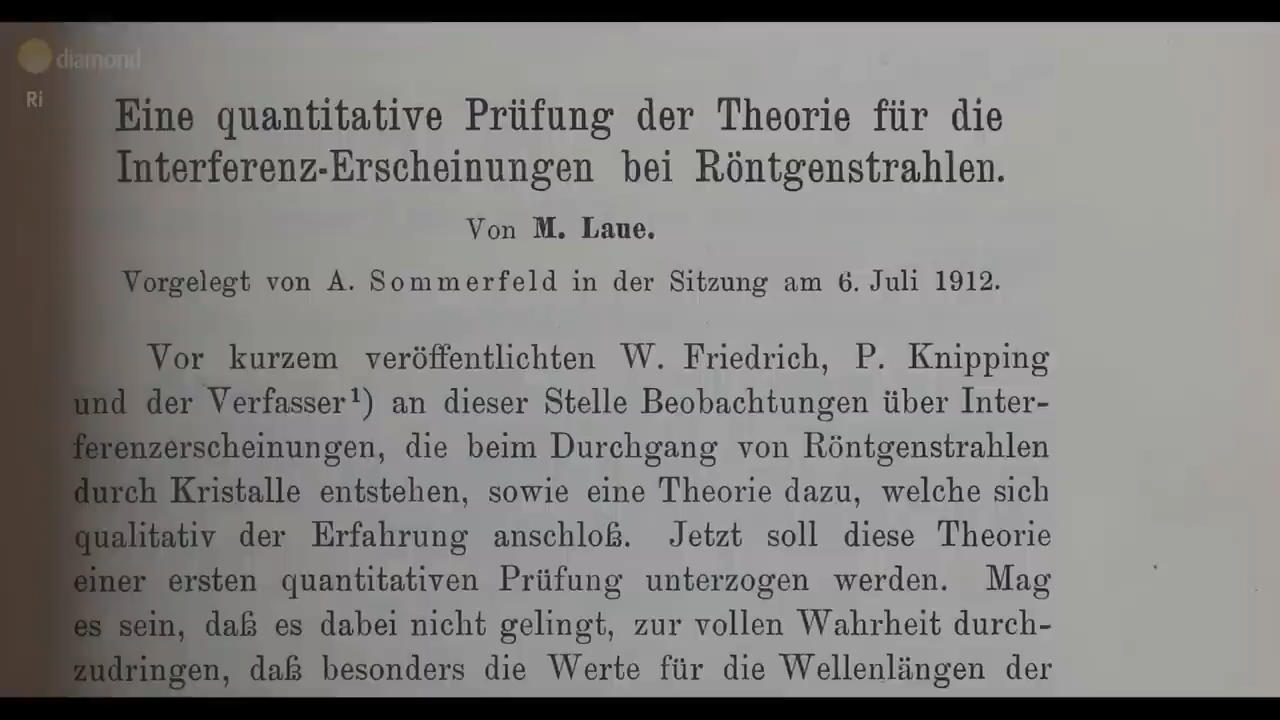 diamond
Ri
Eine quantitative Prüfung der Theorie für die
Interferenz-Erscheinungen bei Röntgenstrahlen.
Von M. Laue.
Vorgelegt von A. Sommerfeld in der Sitzung am 6. Juli 1912.
Vor kurzem veröffentlichten W. Friedrich, P. Knipping
und der Verfasser¹) an dieser Stelle Beobachtungen über Inter-
ferenzerscheinungen, die beim Durchgang von Röntgenstrahlen
durch Kristalle entstehen, sowie eine Theorie dazu, welche sich
qualitativ der Erfahrung anschloß. Jetzt soll diese Theorie
einer ersten quantitativen Prüfung unterzogen werden. Mag
es sein, daß es dabei nicht gelingt, zur vollen Wahrheit durch-
zudringen, daß besonders die Werte für die Wellenlängen der